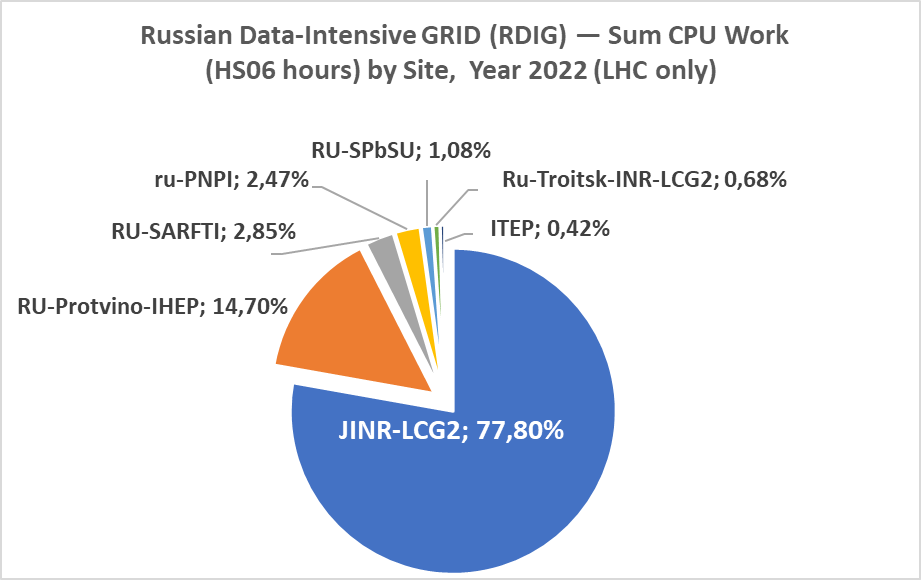 Russian Data-Intensive GRID (RDIG) — Sum CPU Work
(HS06 hours) by Site,  Year 2022 (LHC only)
RU-SPbSU; 1,08%
ru-PNPI; 2,47%
Ru-Troitsk-INR-LCG2; 0,68%
RU-SARFTI; 2,85%
ITEP; 0,42%
RU-Protvino-IHEP; 14,70%
JINR-LCG2; 77,80%